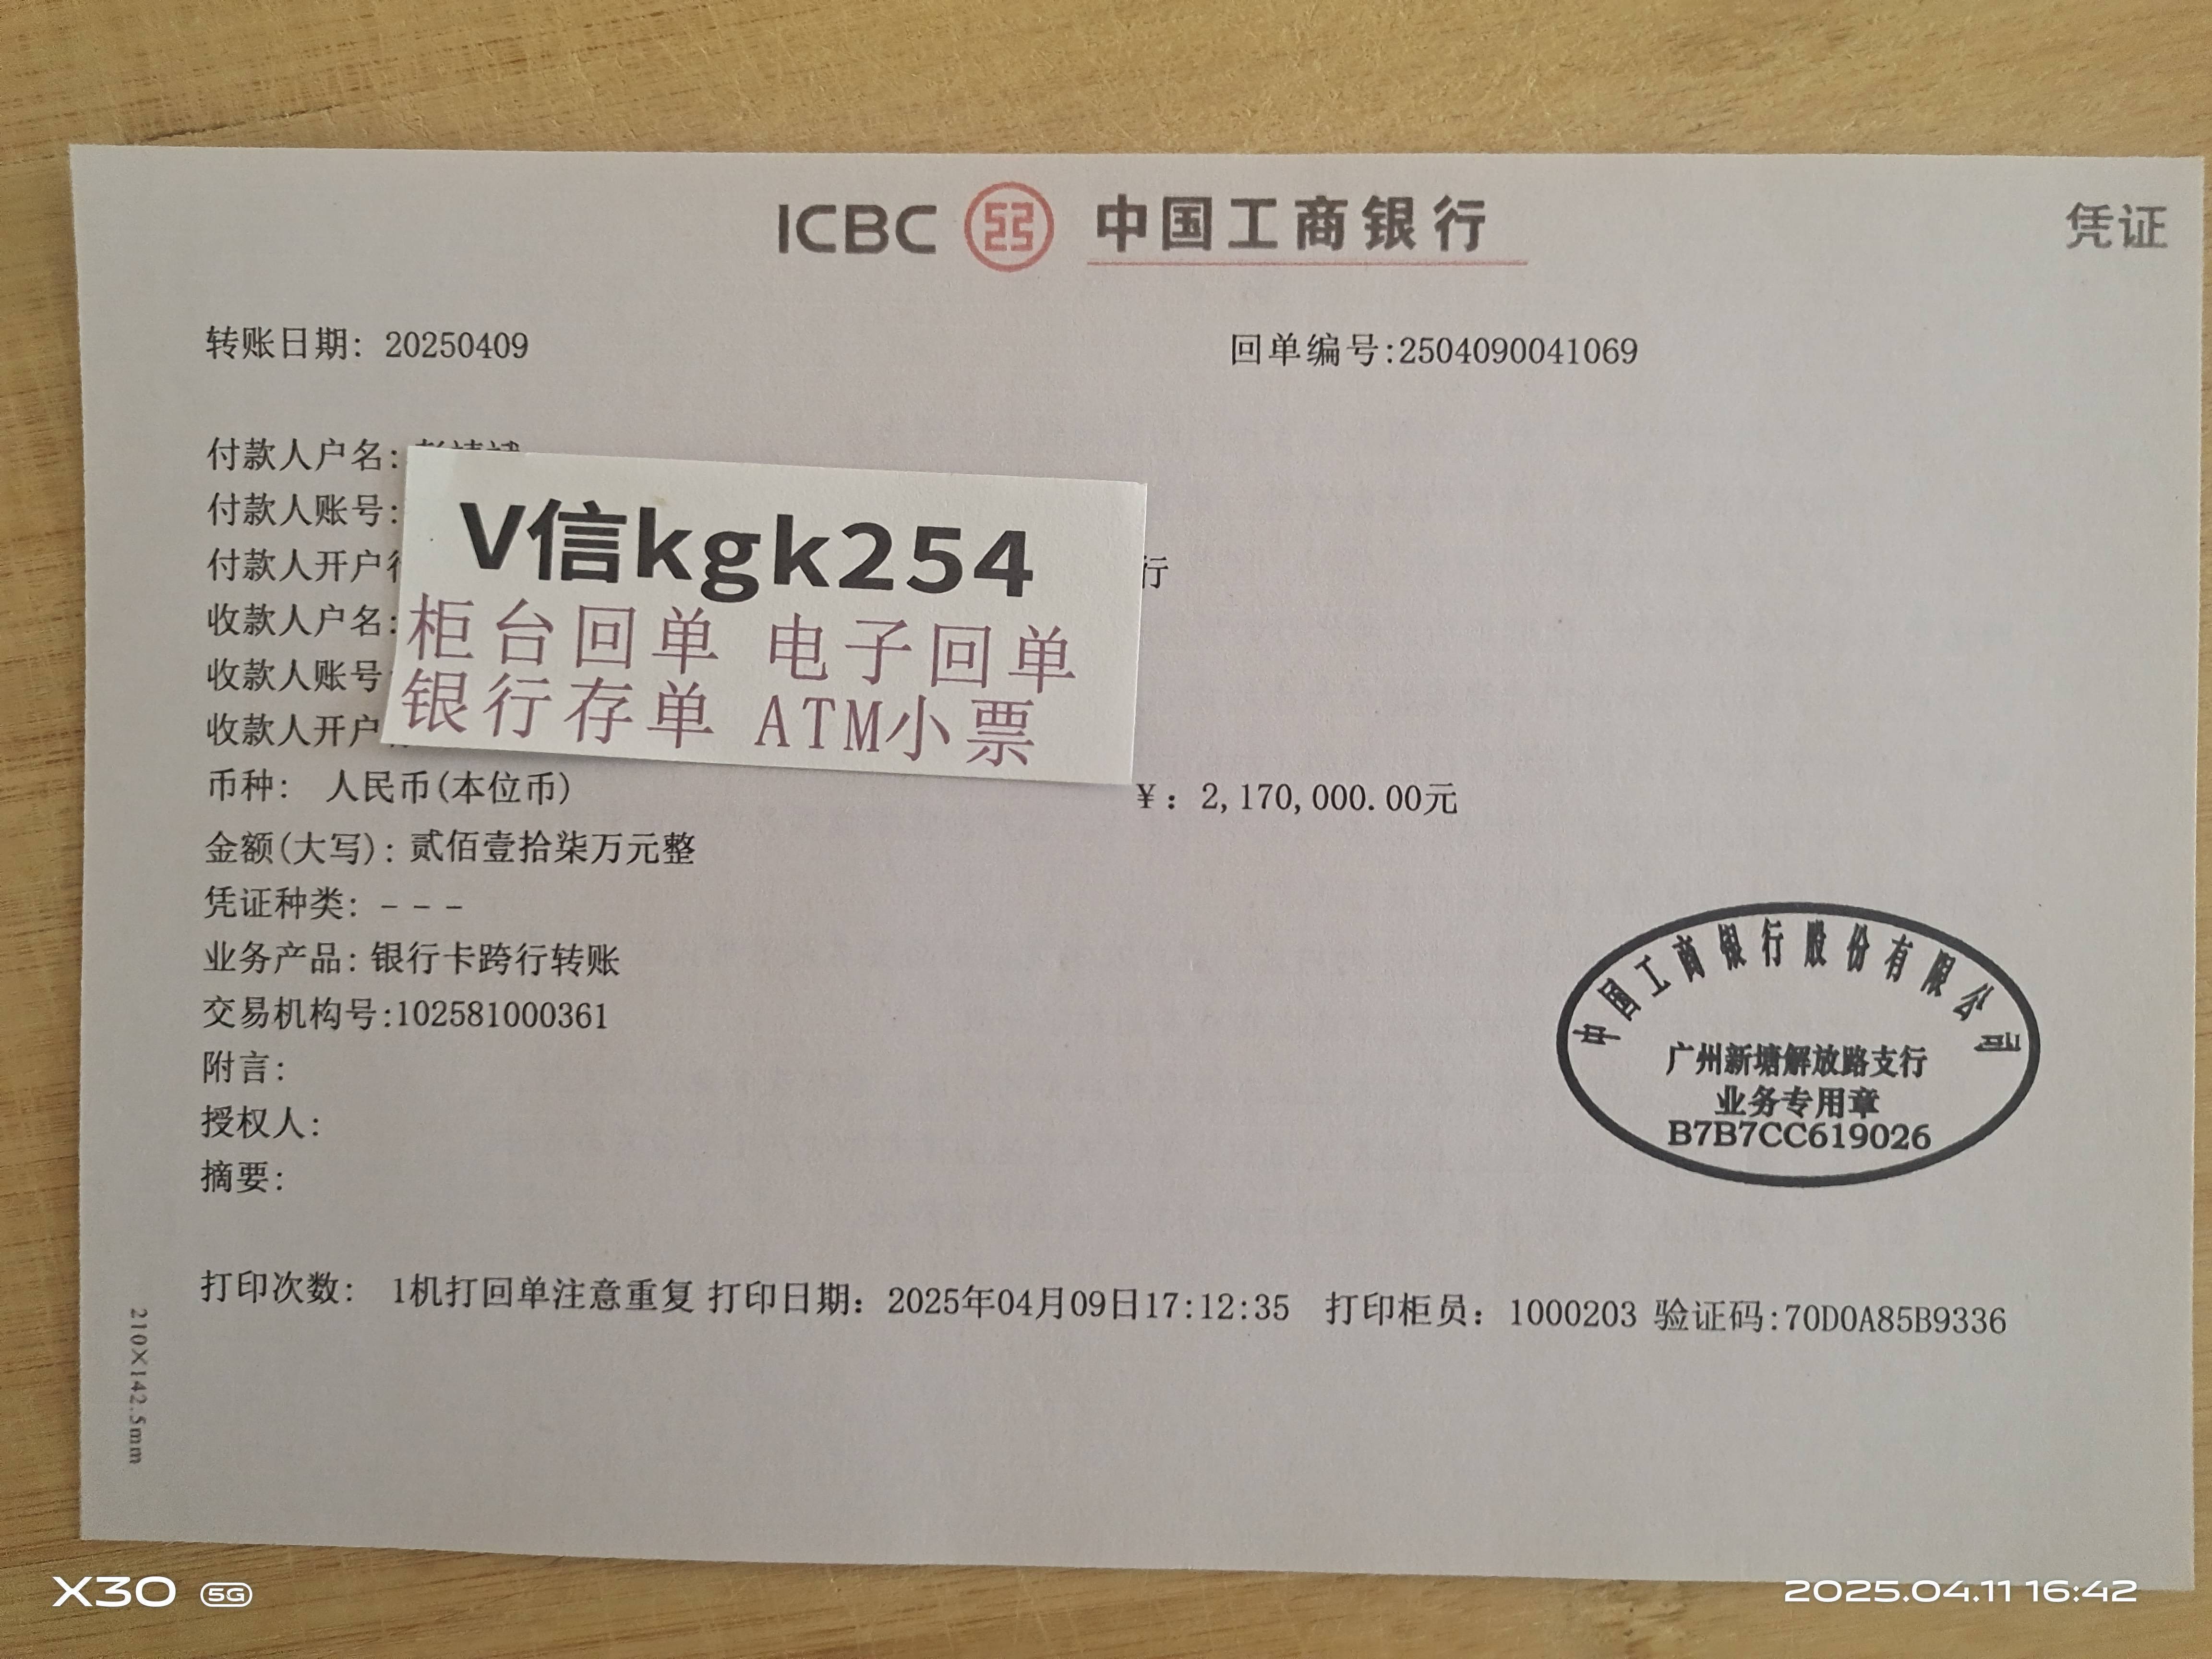 ICBC 中国工商银行
凭证
转账日期: 20250409
回单编号:2504090041069
付款人户名:
付款人账号:
付款人开户行
行
收款人户名:
收款人账号
收款人开户
V信kgk254
柜台回单 电子回单
银行存单 ATM小票
币种: 人民币(本位币)
¥: 2,170,000.00元
金额(大写): 贰佰壹拾柒万元整
凭证种类: ---
业务产品: 银行卡跨行转账
交易机构号:102581000361
附言:
授权人:
摘要:
中国工商银行股份有限公司
广州新塘解放路支行
业务专用章
B7B7CC619026
打印次数: 1机打回单注意重复 打印日期: 2025年04月09日17:12:35 打印柜员: 1000203 验证码:70D0A85B9336
210X142.5mm
X30 5G
2025.04.11 16:42